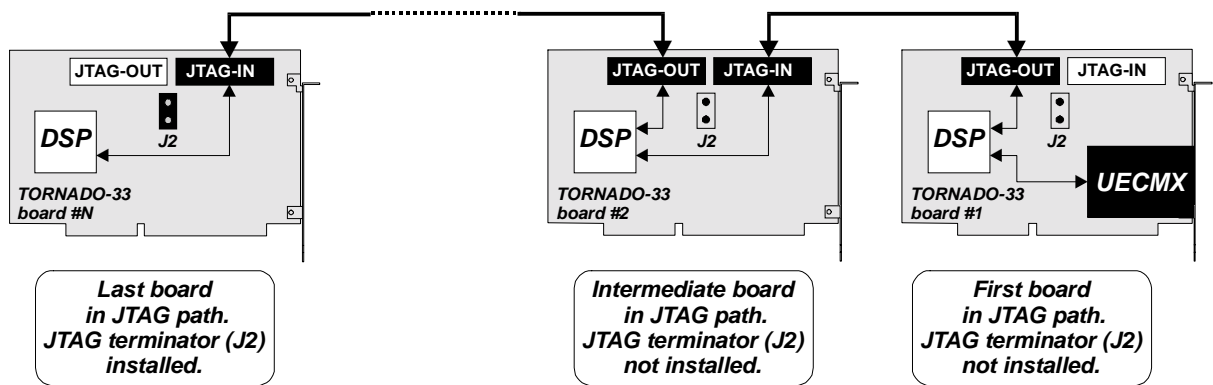 JTAG-OUT
JTAG-IN
J2
DSP
TORNADO-33
board #N
Last board
in JTAG path.
JTAG terminator (J2)
installed.
JTAG-OUT
JTAG-IN
J2
DSP
TORNADO-33
board #2
Intermediate board
in JTAG path.
JTAG terminator (J2)
not installed.
JTAG-OUT
JTAG-IN
J2
DSP
UECMX
TORNADO-33
board #1
First board
in JTAG path.
JTAG terminator (J2)
not installed.